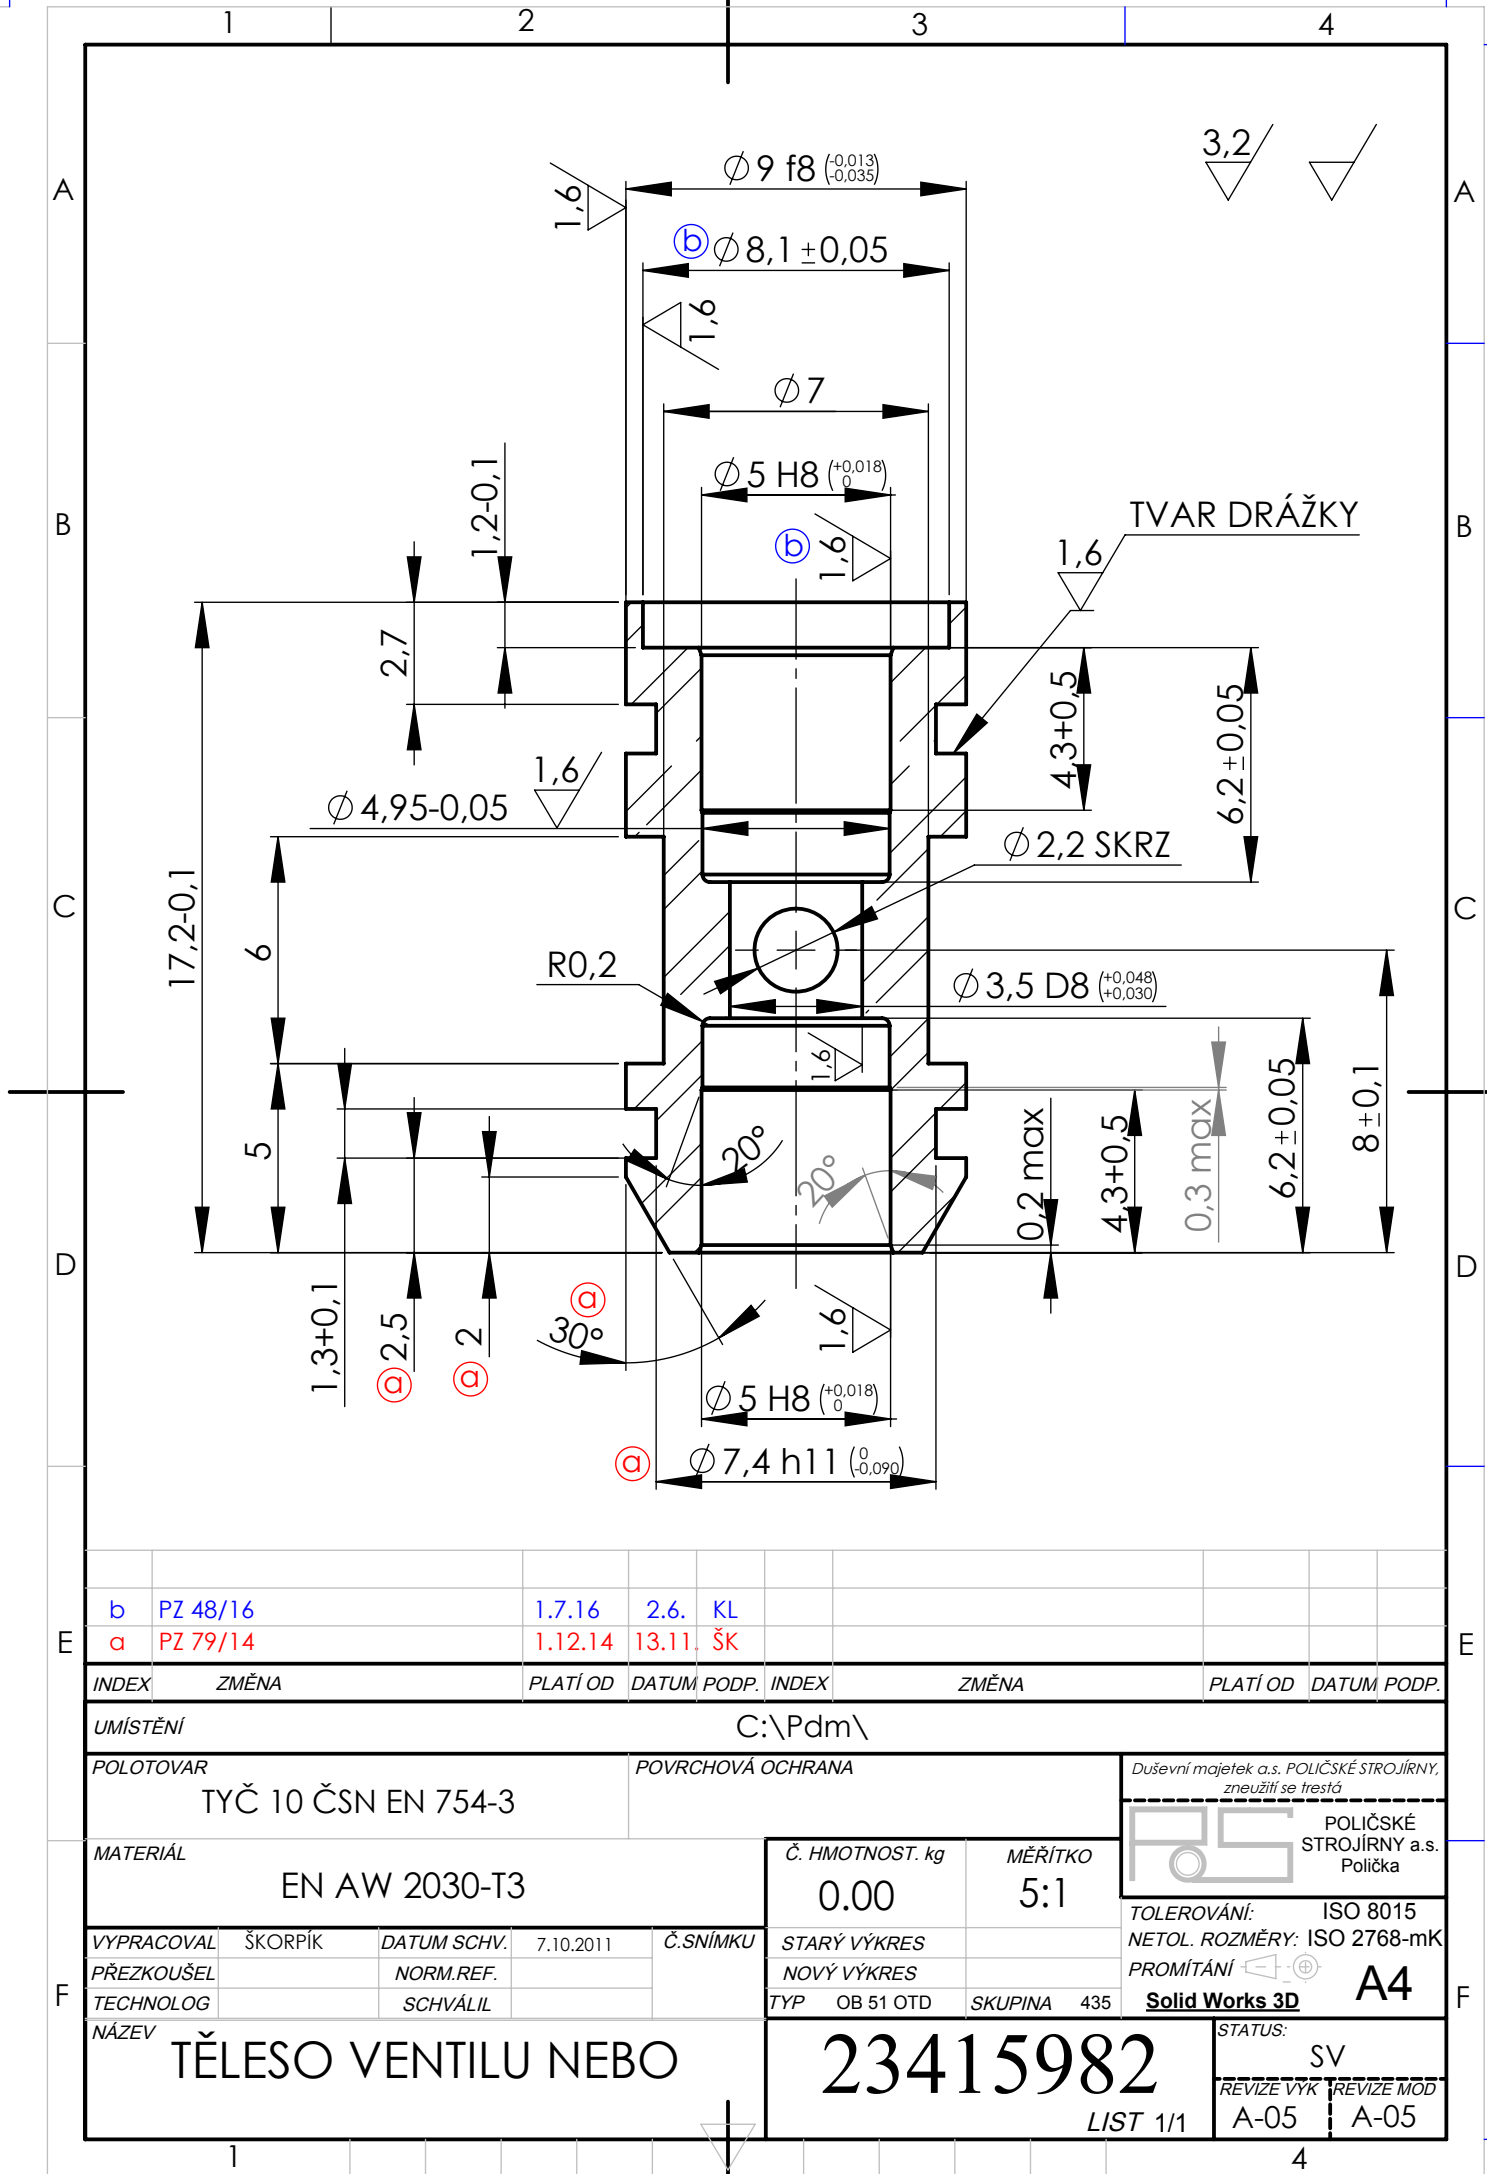 1 2 3 4
A A
3,2
⌀ 9 f8 (-0,013 -0,035)
1,6
b ⌀ 8,1 ±0,05
1,6
⌀ 7
⌀ 5 H8 (+0,018 0)
1,2-0,1
B B
b 1,6
TVAR DRÁŽKY
1,6
2,7
4,3+0,5
6,2±0,05
1,6
⌀ 4,95-0,05
⌀ 2,2 SKRZ
17,2-0,1
C C
6
R0,2
⌀ 3,5 D8 (+0,048 +0,030)
1,6
5
20°
20°
0,2 max
4,3+0,5
0,3 max
6,2±0,05
8±0,1
D D
1,3+0,1
a 2,5
a 2
a
30°
1,6
⌀ 5 H8 (+0,018 0)
a ⌀ 7,4 h11 (0 -0,090)
b PZ 48/16 1.7.16 2.6. KL
E E
a PZ 79/14 1.12.14 13.11. ŠK
INDEX ZMĚNA PLATÍ OD DATUM PODP. INDEX ZMĚNA PLATÍ OD DATUM PODP.
UMÍSTĚNÍ C:\Pdm\
POLOTOVAR
TYČ 10 ČSN EN 754-3
POVRCHOVÁ OCHRANA
Duševní majetek a.s. POLIČSKÉ STROJÍRNY,
zneužití se trestá
PoS
POLIČSKÉ
STROJÍRNY a.s.
Polička
MATERIÁL
EN AW 2030-T3
Č. HMOTNOST. kg
0.00
MĚŘÍTKO
5:1
TOLEROVÁNÍ: ISO 8015
NETOL. ROZMĚRY: ISO 2768-mK
PROMÍTÁNÍ
A4
Solid Works 3D
VYPRACOVAL ŠKORPÍK DATUM SCHV. 7.10.2011 Č.SNÍMKU
PŘEZKOUŠEL NORM.REF.
TECHNOLOG SCHVÁLIL
STARÝ VÝKRES
NOVÝ VÝKRES
TYP OB 51 OTD SKUPINA 435
F F
NÁZEV
TĚLESO VENTILU NEBO
23415982
LIST 1/1
STATUS:
SV
REVIZE VÝK REVIZE MOD
A-05 A-05
1 4